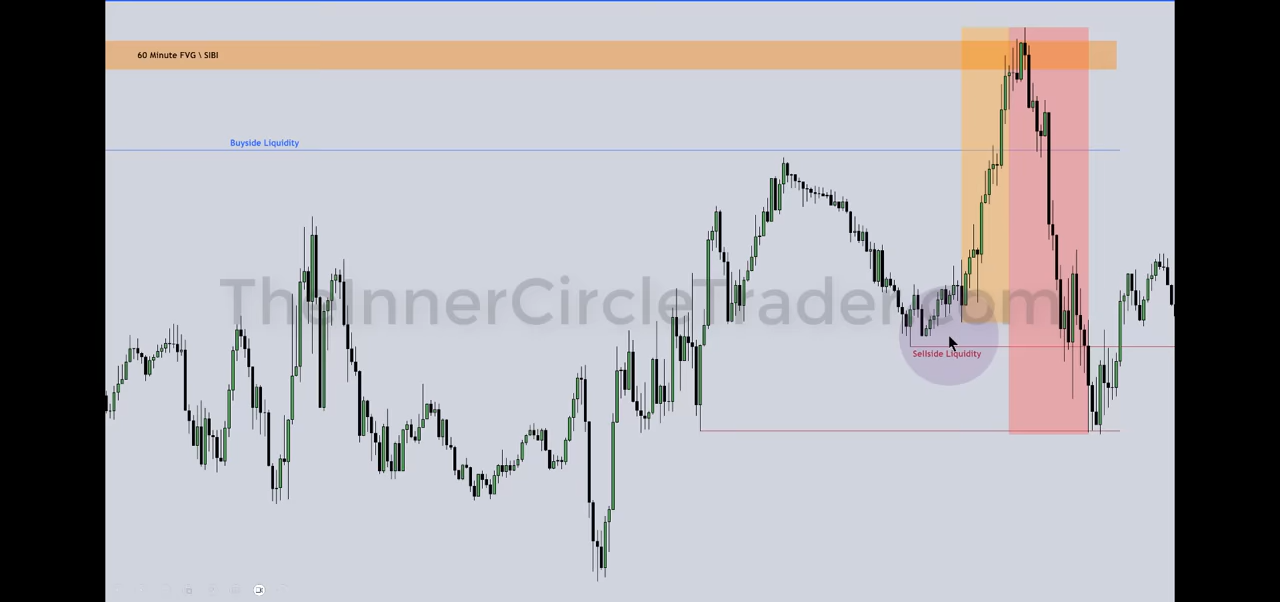 60 Minute FVG \ SIBI
Buyside Liquidity
TheInnerCircleTrader.com
Sellside Liquidity